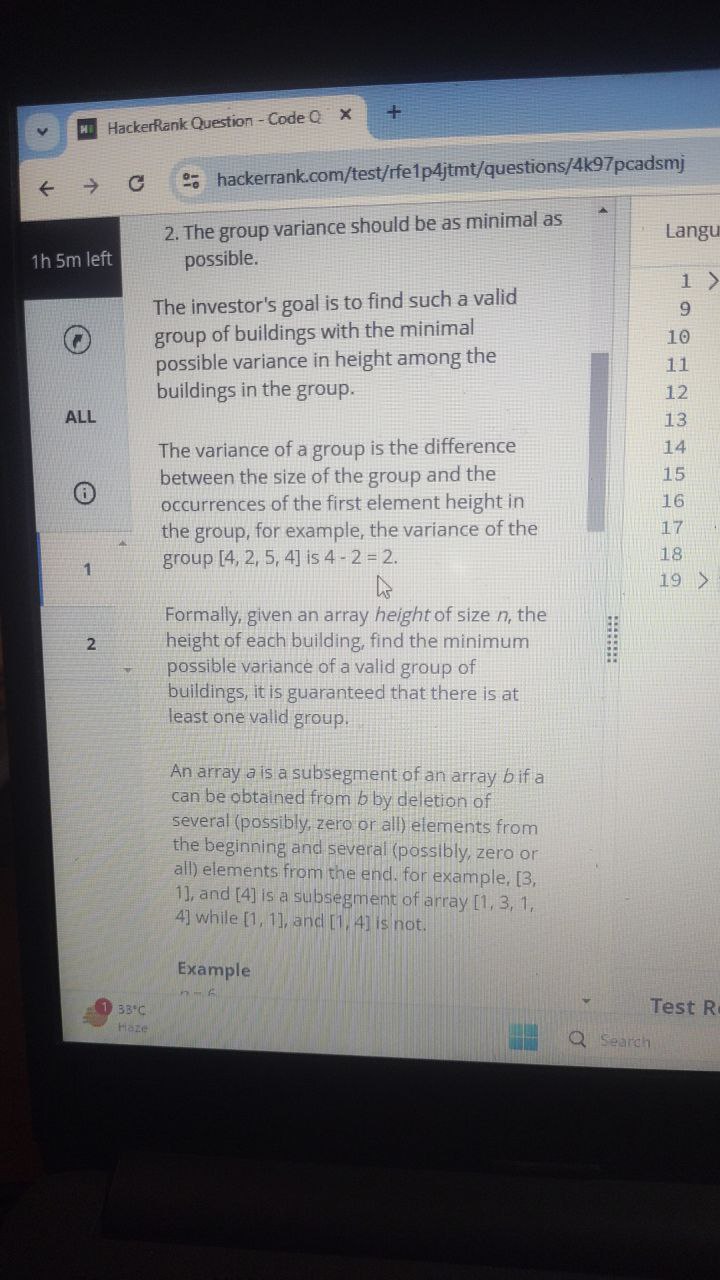 HackerRank Question - Code Q
hackerrank.com/test/rfe1p4jtmt/questions/4k97pcadsmj
1h 5m left
ALL
1
2
2. The group variance should be as minimal as
possible.
The investor's goal is to find such a valid
group of buildings with the minimal
possible variance in height among the
buildings in the group.
The variance of a group is the difference
between the size of the group and the
occurrences of the first element height in
the group, for example, the variance of the
group [4, 2, 5, 4] is 4 - 2 = 2.
Formally, given an array height of size n, the
height of each building, find the minimum
possible variance of a valid group of
buildings, it is guaranteed that there is at
least one valid group.
An array a is a subsegment of an array b if a
can be obtained from b by deletion of
several (possibly, zero or all) elements from
the beginning and several (possibly, zero or
all) elements from the end. for example, [3,
1], and [4] is a subsegment of array [1, 3, 1,
4] while [1, 1], and [1, 4] is not.
Example
Langu
1
9
10
11
12
13
14
15
16
17
18
19
Test R
1
33°C
Haze
Search